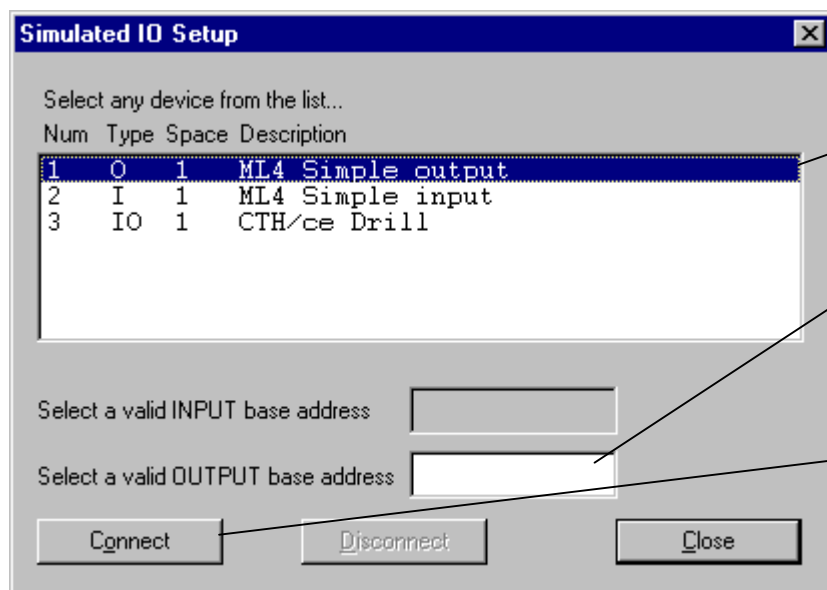 Simulated IO Setup
Select any device from the list...
Num Type Space Description
1 O 1 ML4 Simple output
2 I 1 ML4 Simple input
3 IO 1 CTH/ce Drill
Select a valid INPUT base address
Select a valid OUTPUT base address
Connect Disconnect Close